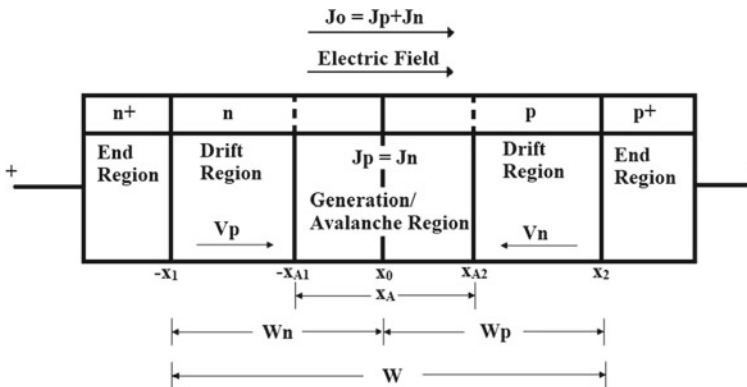 Jo = Jp+Jn
Electric Field
n+ n p p+
End Region
Drift Region
Jp = Jn
Drift Region
End Region
+
Generation/
Avalanche Region
Vp
Vn
-x1 -xA1 x0 xA2 x2
xA
Wn Wp
W